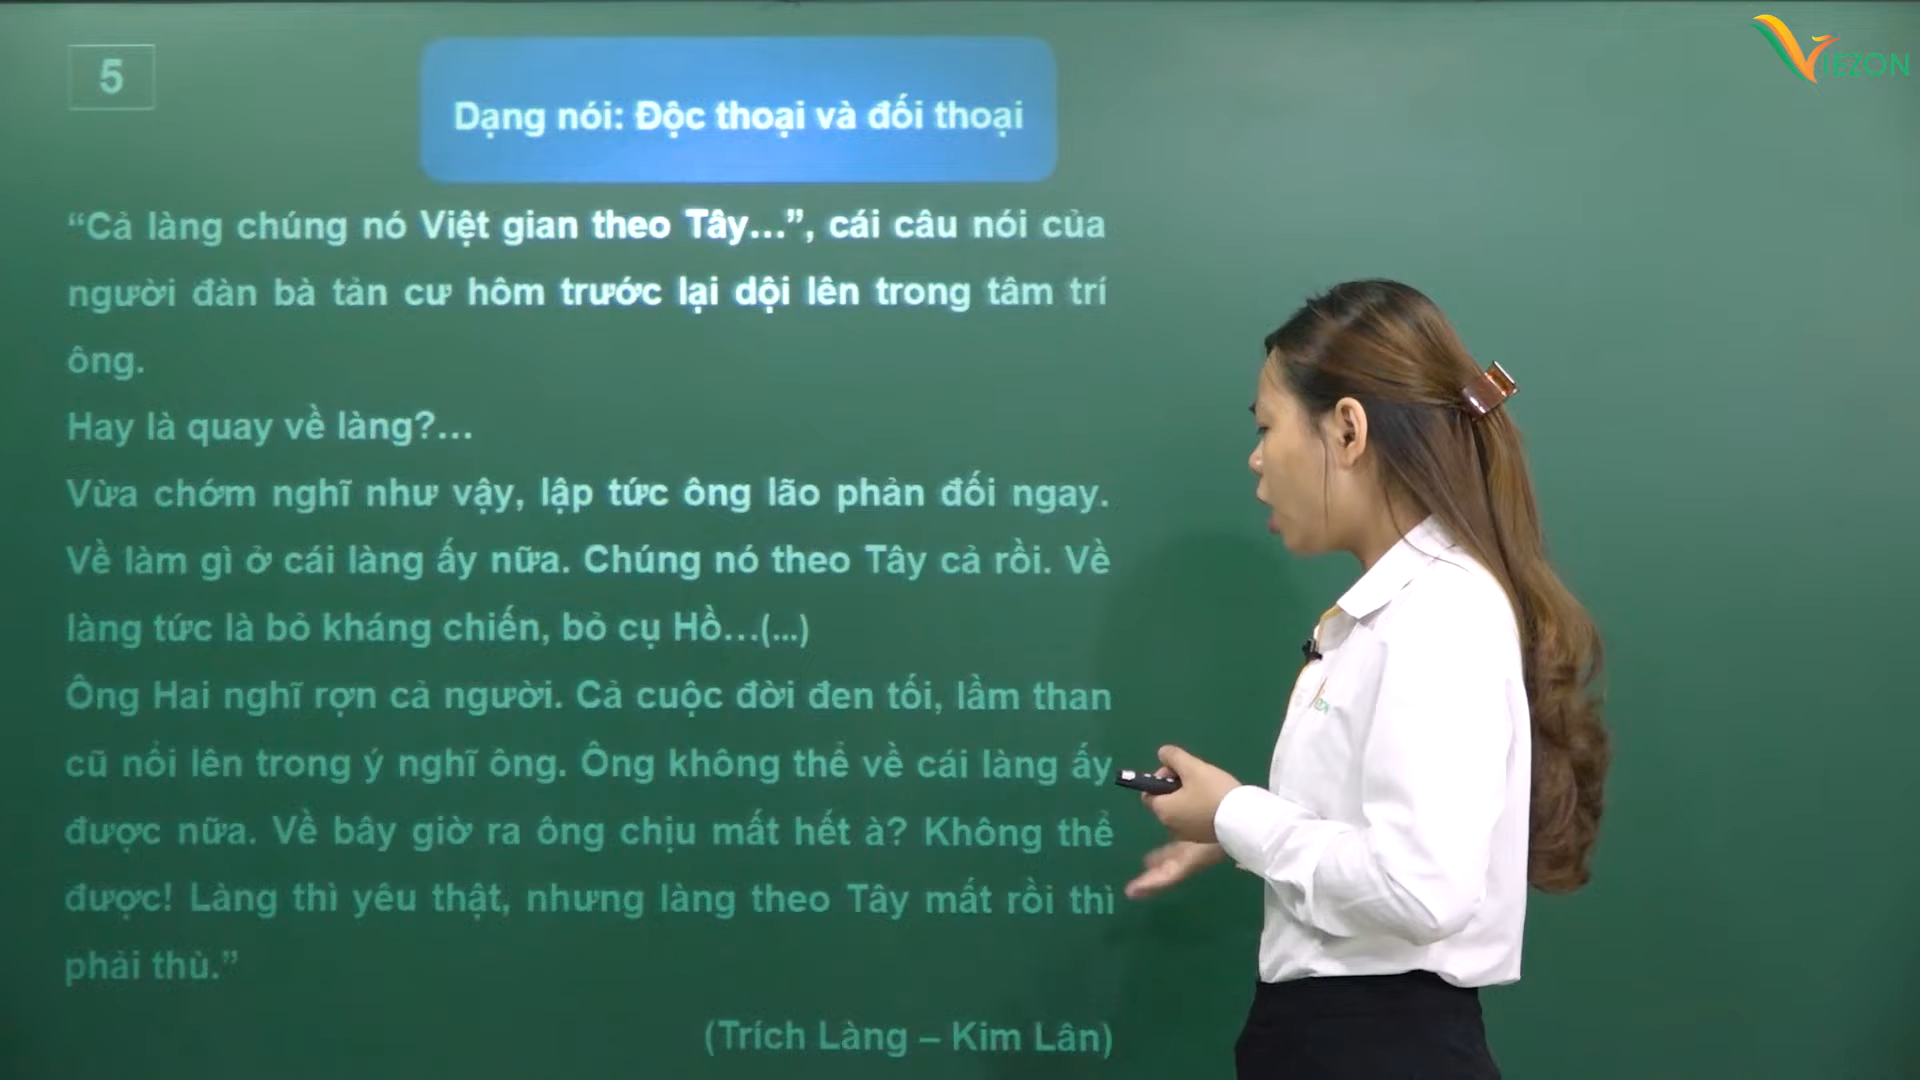 VIEZON
5
Dạng nói: Độc thoại và đối thoại
“Cả làng chúng nó Việt gian theo Tây...”, cái câu nói của
người đàn bà tản cư hôm trước lại dội lên trong tâm trí
ông.
Hay là quay về làng?...
Vừa chớm nghĩ như vậy, lập tức ông lão phản đối ngay.
Về làm gì ở cái làng ấy nữa. Chúng nó theo Tây cả rồi. Về
làng tức là bỏ kháng chiến, bỏ cụ Hồ...(...)
Ông Hai nghĩ rợn cả người. Cả cuộc đời đen tối, lầm than
cũ nổi lên trong ý nghĩ ông. Ông không thể về cái làng ấy
được nữa. Về bây giờ ra ông chịu mất hết à? Không thể
được! Làng thì yêu thật, nhưng làng theo Tây mất rồi thì
phải thù.”
(Trích Làng – Kim Lân)